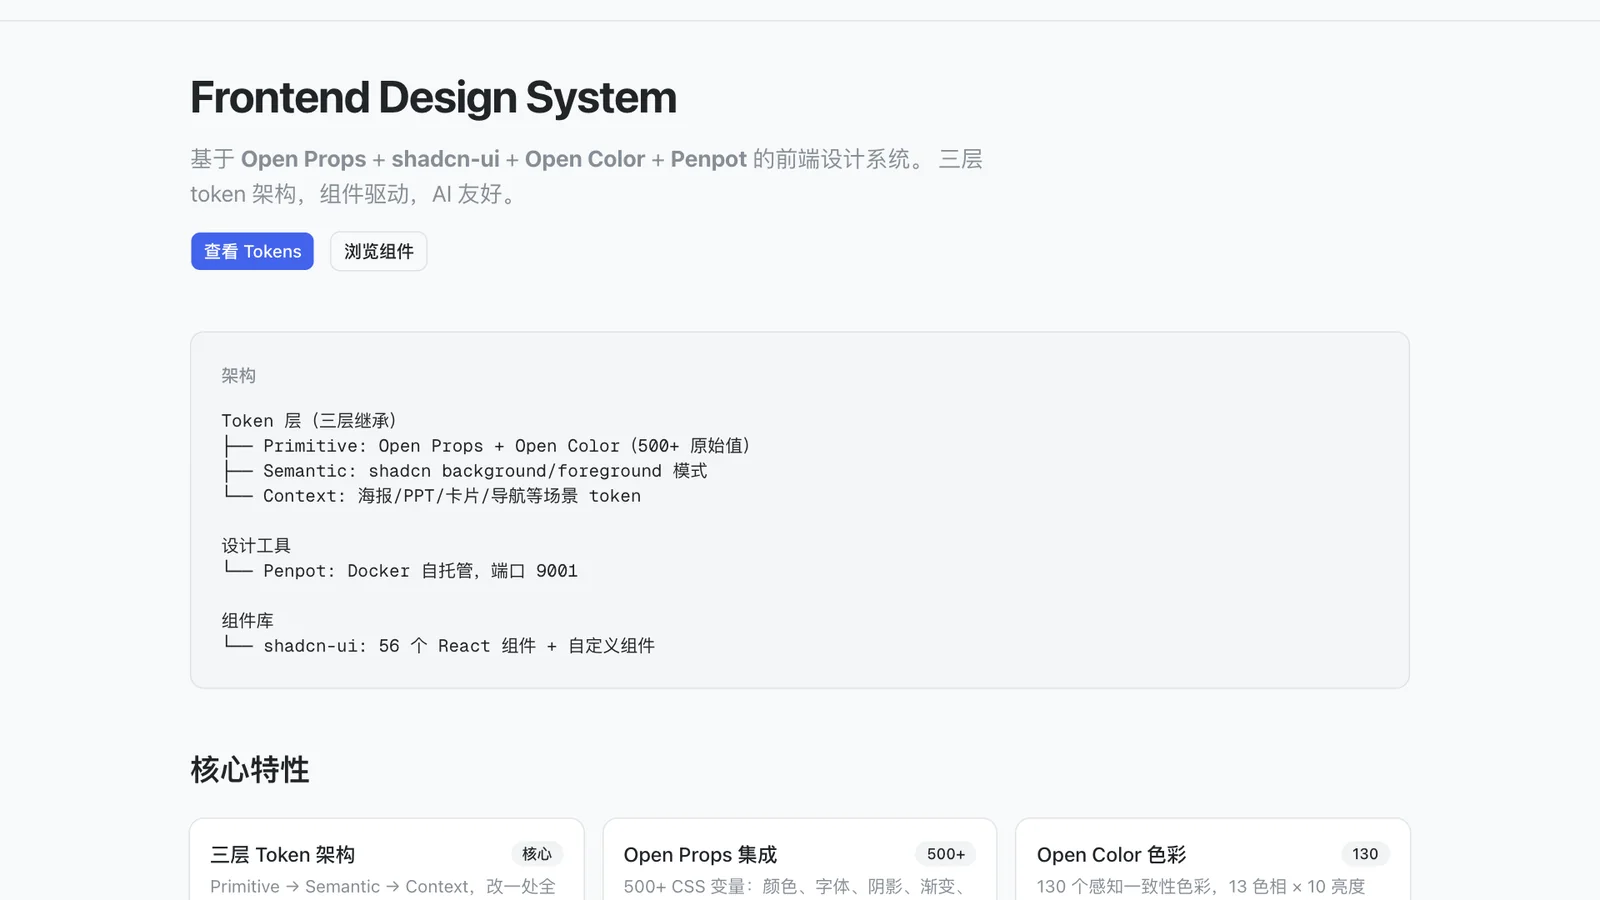 Frontend Design System
基于 Open Props + shadcn-ui + Open Color + Penpot 的前端设计系统。 三层
token 架构，组件驱动，AI 友好。
查看 Tokens
浏览组件
架构
Token 层（三层继承）
├── Primitive: Open Props + Open Color（500+ 原始值）
├── Semantic: shadcn background/foreground 模式
└── Context: 海报/PPT/卡片/导航等场景 token
设计工具
└── Penpot: Docker 自托管，端口 9001
组件库
└── shadcn-ui: 56 个 React 组件 + 自定义组件
核心特性
三层 Token 架构
核心
Primitive → Semantic → Context，改一处全
Open Props 集成
500+
500+ CSS 变量：颜色、字体、阴影、渐变、
Open Color 色彩
130
130 个感知一致性色彩，13 色相 × 10 亮度